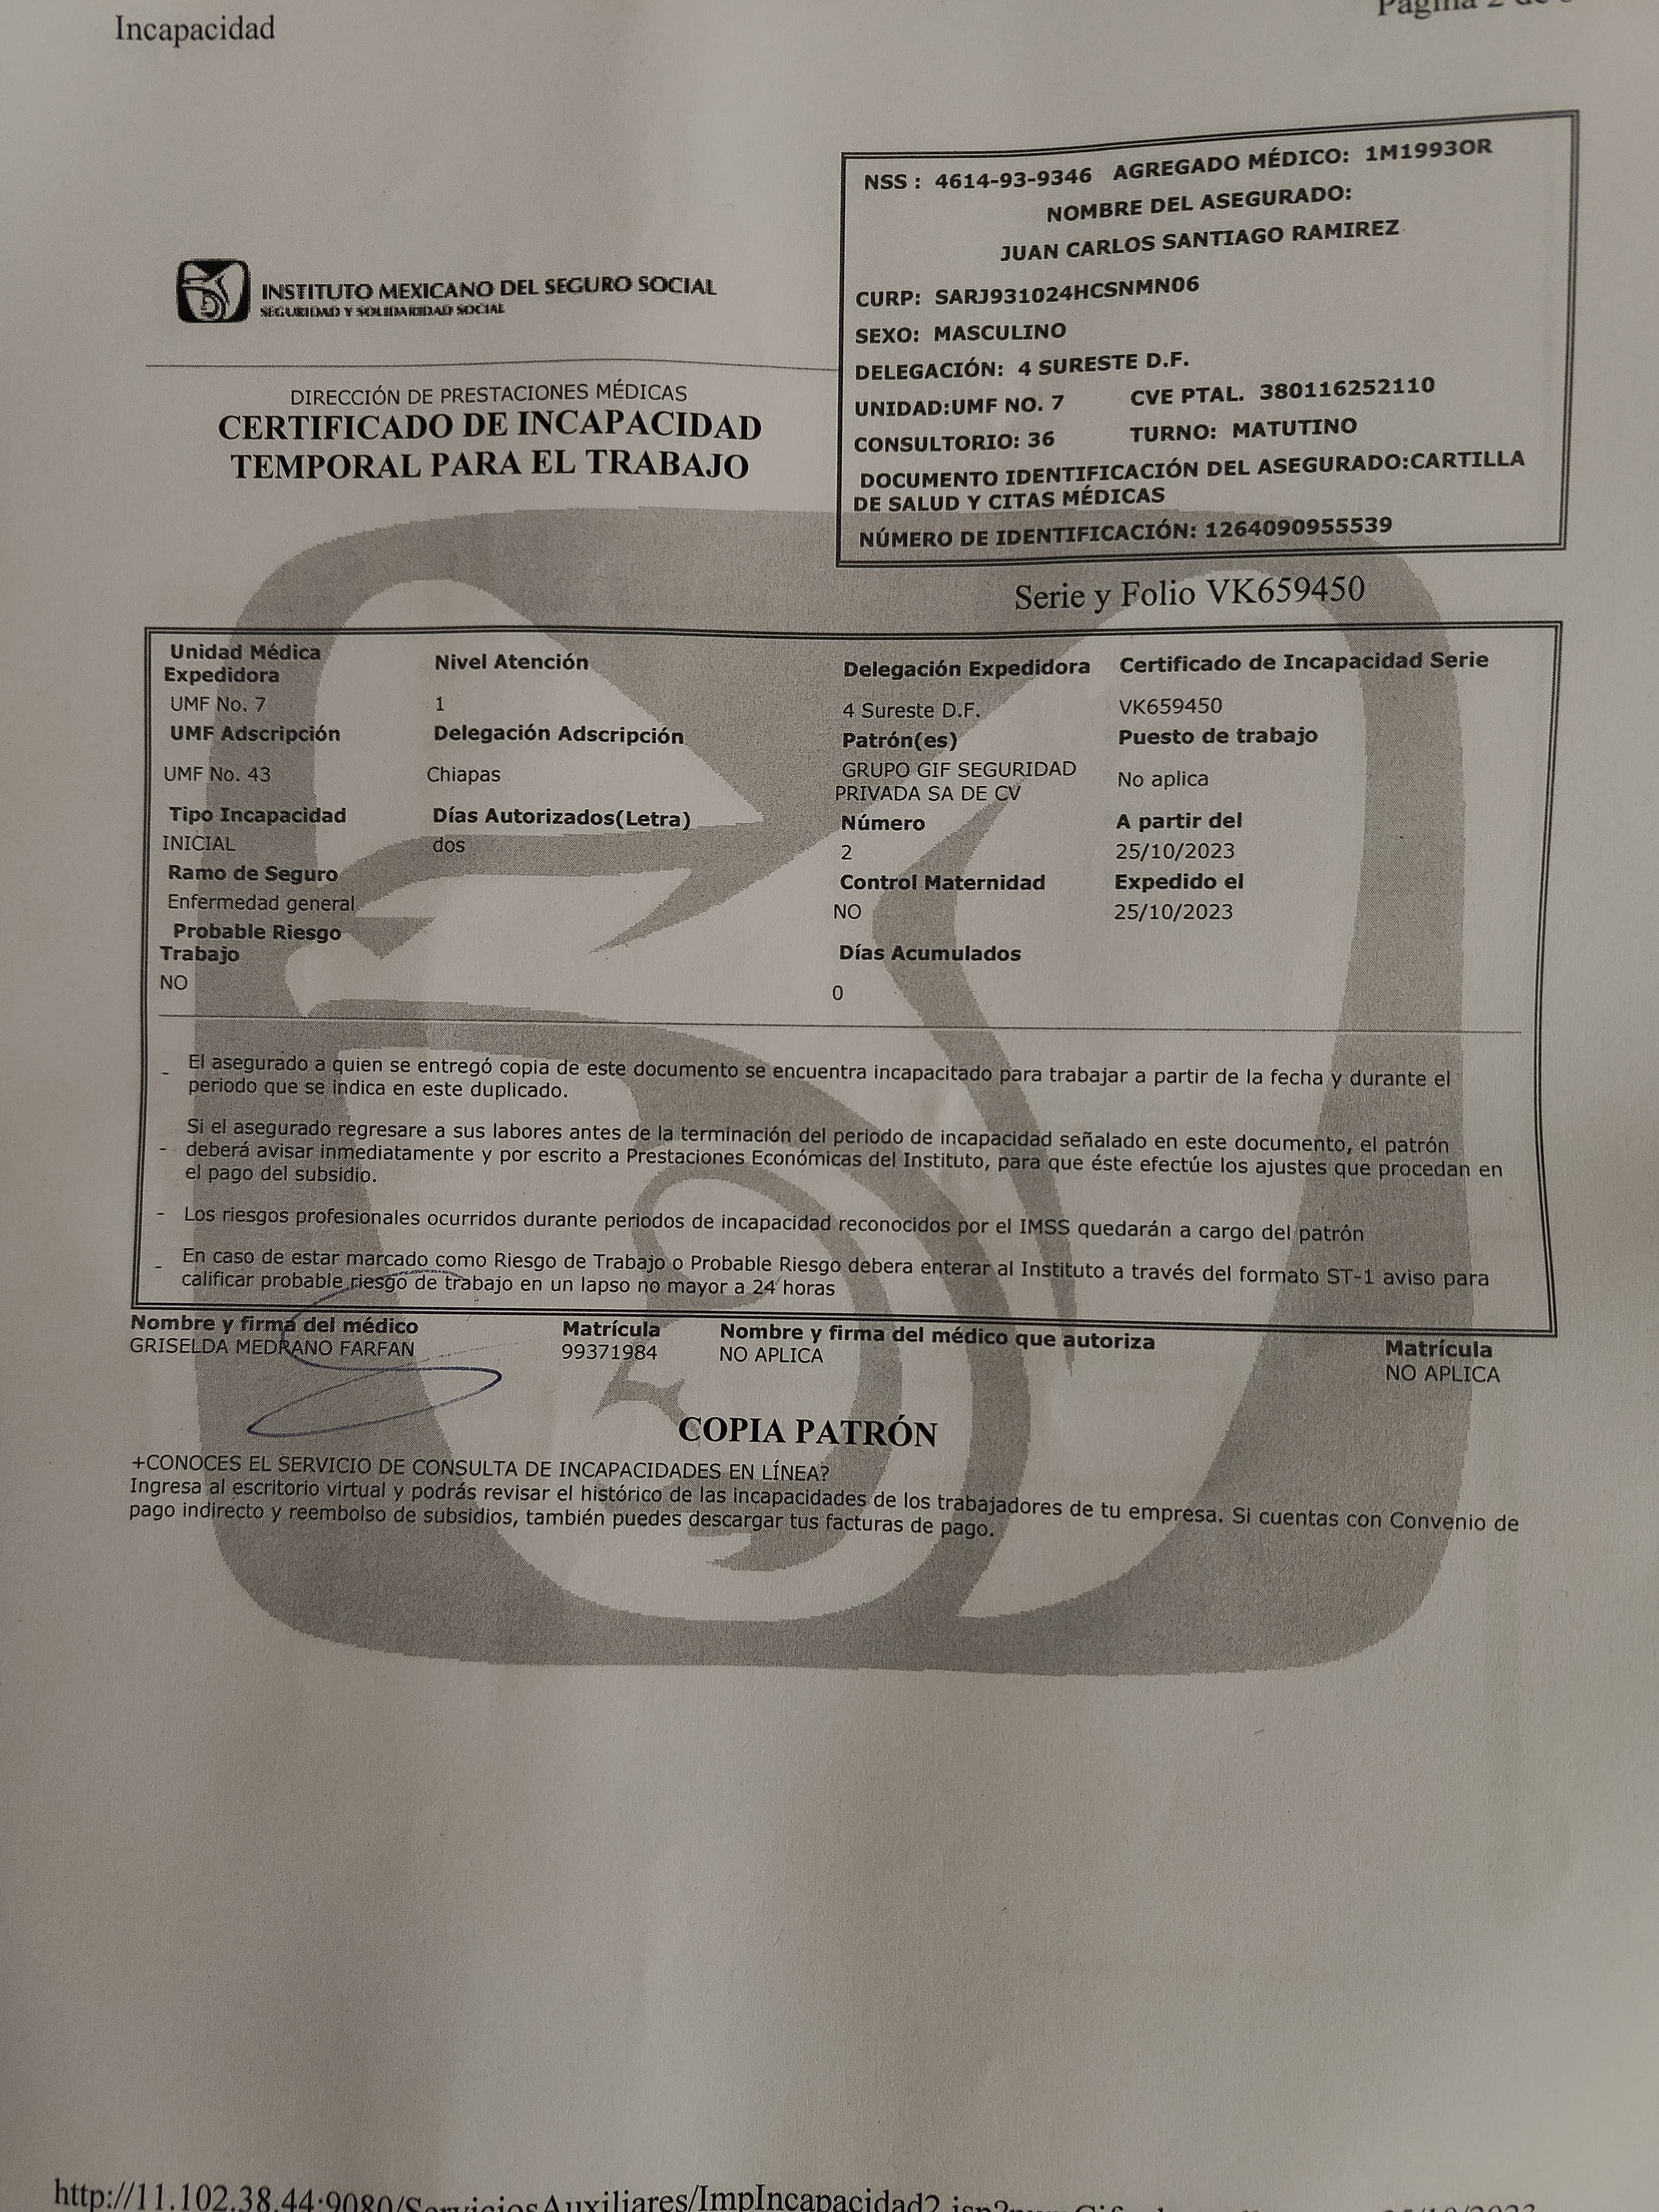 Incapacidad
Página 2 de
NSS : 4614-93-9346 AGREGADO MÉDICO: 1M1993OR
NOMBRE DEL ASEGURADO:
JUAN CARLOS SANTIAGO RAMIREZ
CURP: SARJ931024HCSNMN06
SEXO: MASCULINO
DELEGACIÓN: 4 SURESTE D.F.
UNIDAD:UMF NO. 7 CVE PTAL. 380116252110
CONSULTORIO: 36 TURNO: MATUTINO
DOCUMENTO IDENTIFICACIÓN DEL ASEGURADO:CARTILLA
DE SALUD Y CITAS MÉDICAS
NÚMERO DE IDENTIFICACIÓN: 1264090955539
INSTITUTO MEXICANO DEL SEGURO SOCIAL
SEGURIDAD Y SOLIDARIDAD SOCIAL
DIRECCIÓN DE PRESTACIONES MÉDICAS
CERTIFICADO DE INCAPACIDAD
TEMPORAL PARA EL TRABAJO
Serie y Folio VK659450
Unidad Médica
Expedidora Nivel Atención Delegación Expedidora Certificado de Incapacidad Serie
UMF No. 7 1 4 Sureste D.F. VK659450
UMF Adscripción Delegación Adscripción Patrón(es) Puesto de trabajo
UMF No. 43 Chiapas GRUPO GIF SEGURIDAD No aplica
PRIVADA SA DE CV
Tipo Incapacidad Días Autorizados(Letra) Número A partir del
INICIAL dos 2 25/10/2023
Ramo de Seguro Control Maternidad Expedido el
Enfermedad general NO 25/10/2023
Probable Riesgo
Trabajo Días Acumulados
NO 0
- El asegurado a quien se entregó copia de este documento se encuentra incapacitado para trabajar a partir de la fecha y durante el
periodo que se indica en este duplicado.
Si el asegurado regresare a sus labores antes de la terminación del periodo de incapacidad señalado en este documento, el patrón
- deberá avisar inmediatamente y por escrito a Prestaciones Económicas del Instituto, para que éste efectúe los ajustes que procedan en
el pago del subsidio.
- Los riesgos profesionales ocurridos durante periodos de incapacidad reconocidos por el IMSS quedarán a cargo del patrón
- En caso de estar marcado como Riesgo de Trabajo o Probable Riesgo debera enterar al Instituto a través del formato ST-1 aviso para
calificar probable riesgo de trabajo en un lapso no mayor a 24 horas
Nombre y firma del médico Matrícula Nombre y firma del médico que autoriza Matrícula
GRISELDA MEDRANO FARFAN 99371984 NO APLICA NO APLICA
COPIA PATRÓN
+CONOCES EL SERVICIO DE CONSULTA DE INCAPACIDADES EN LÍNEA?
Ingresa al escritorio virtual y podrás revisar el histórico de las incapacidades de los trabajadores de tu empresa. Si cuentas con Convenio de
pago indirecto y reembolso de subsidios, también puedes descargar tus facturas de pago.
http://11.102.38.44:9080/ServiciosAuxiliares/ImpIncapacidad2.jsp?